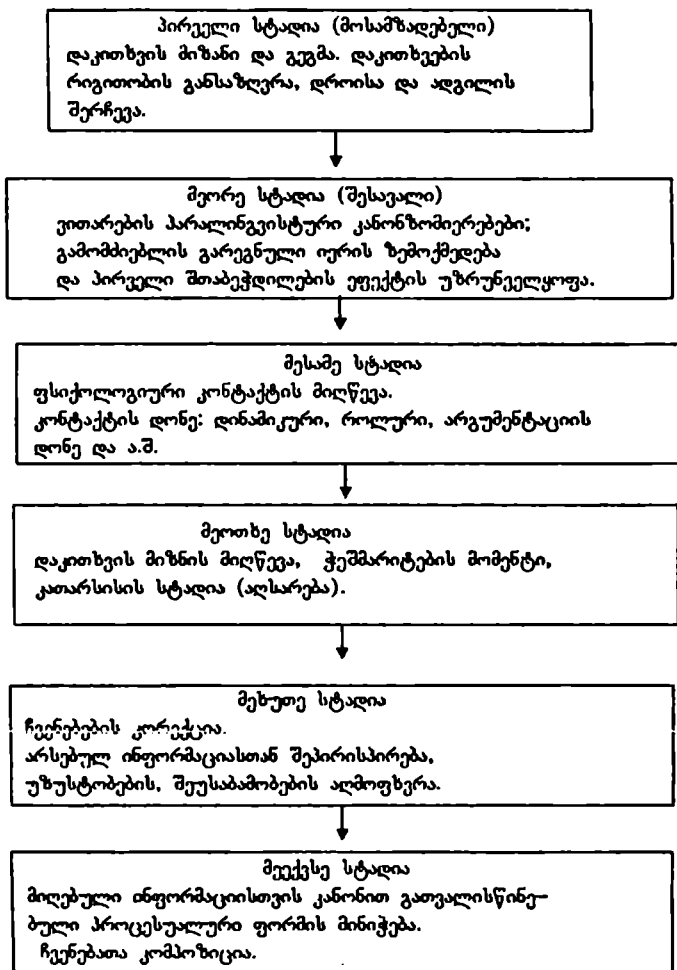 პირველი სტადია (მოსამზადებელი)
დაკითხვის მიზანი და გეგმა. დაკითხვების
რიგითობის განსაზღვრა, დროისა და ადგილის
შერჩევა.
მეორე სტადია (შესავალი)
ვითარების პარალინგვისტური კანონზომიერებები;
გამომძიებლის გარეგნული იერის ზემოქმედება
და პირველი შთაბეჭდილების ეფექტის უზრუნველყოფა.
მესამე სტადია
ფსიქოლოგიური კონტაქტის მიღწევა.
კონტაქტის დონე: დინამიკური, როლური, არგუმენტაციის
დონე და ა.შ.
მეოთხე სტადია
დაკითხვის მიზნის მიღწევა, ჭეშმარიტების მომენტი,
კათარსისის სტადია (აღსარება).
მეხუთე სტადია
ჩვენებების კორექცია.
არსებულ ინფორმაციასთან შეპირისპირება,
უზუსტობების, შეუსაბამობების აღმოფხვრა.
მეექვსე სტადია
მიღებული ინფორმაციისთვის კანონით გათვალისწინე-
ბული პროცესუალური ფორმის მინიჭება.
ჩვენებათა კომპოზიცია.